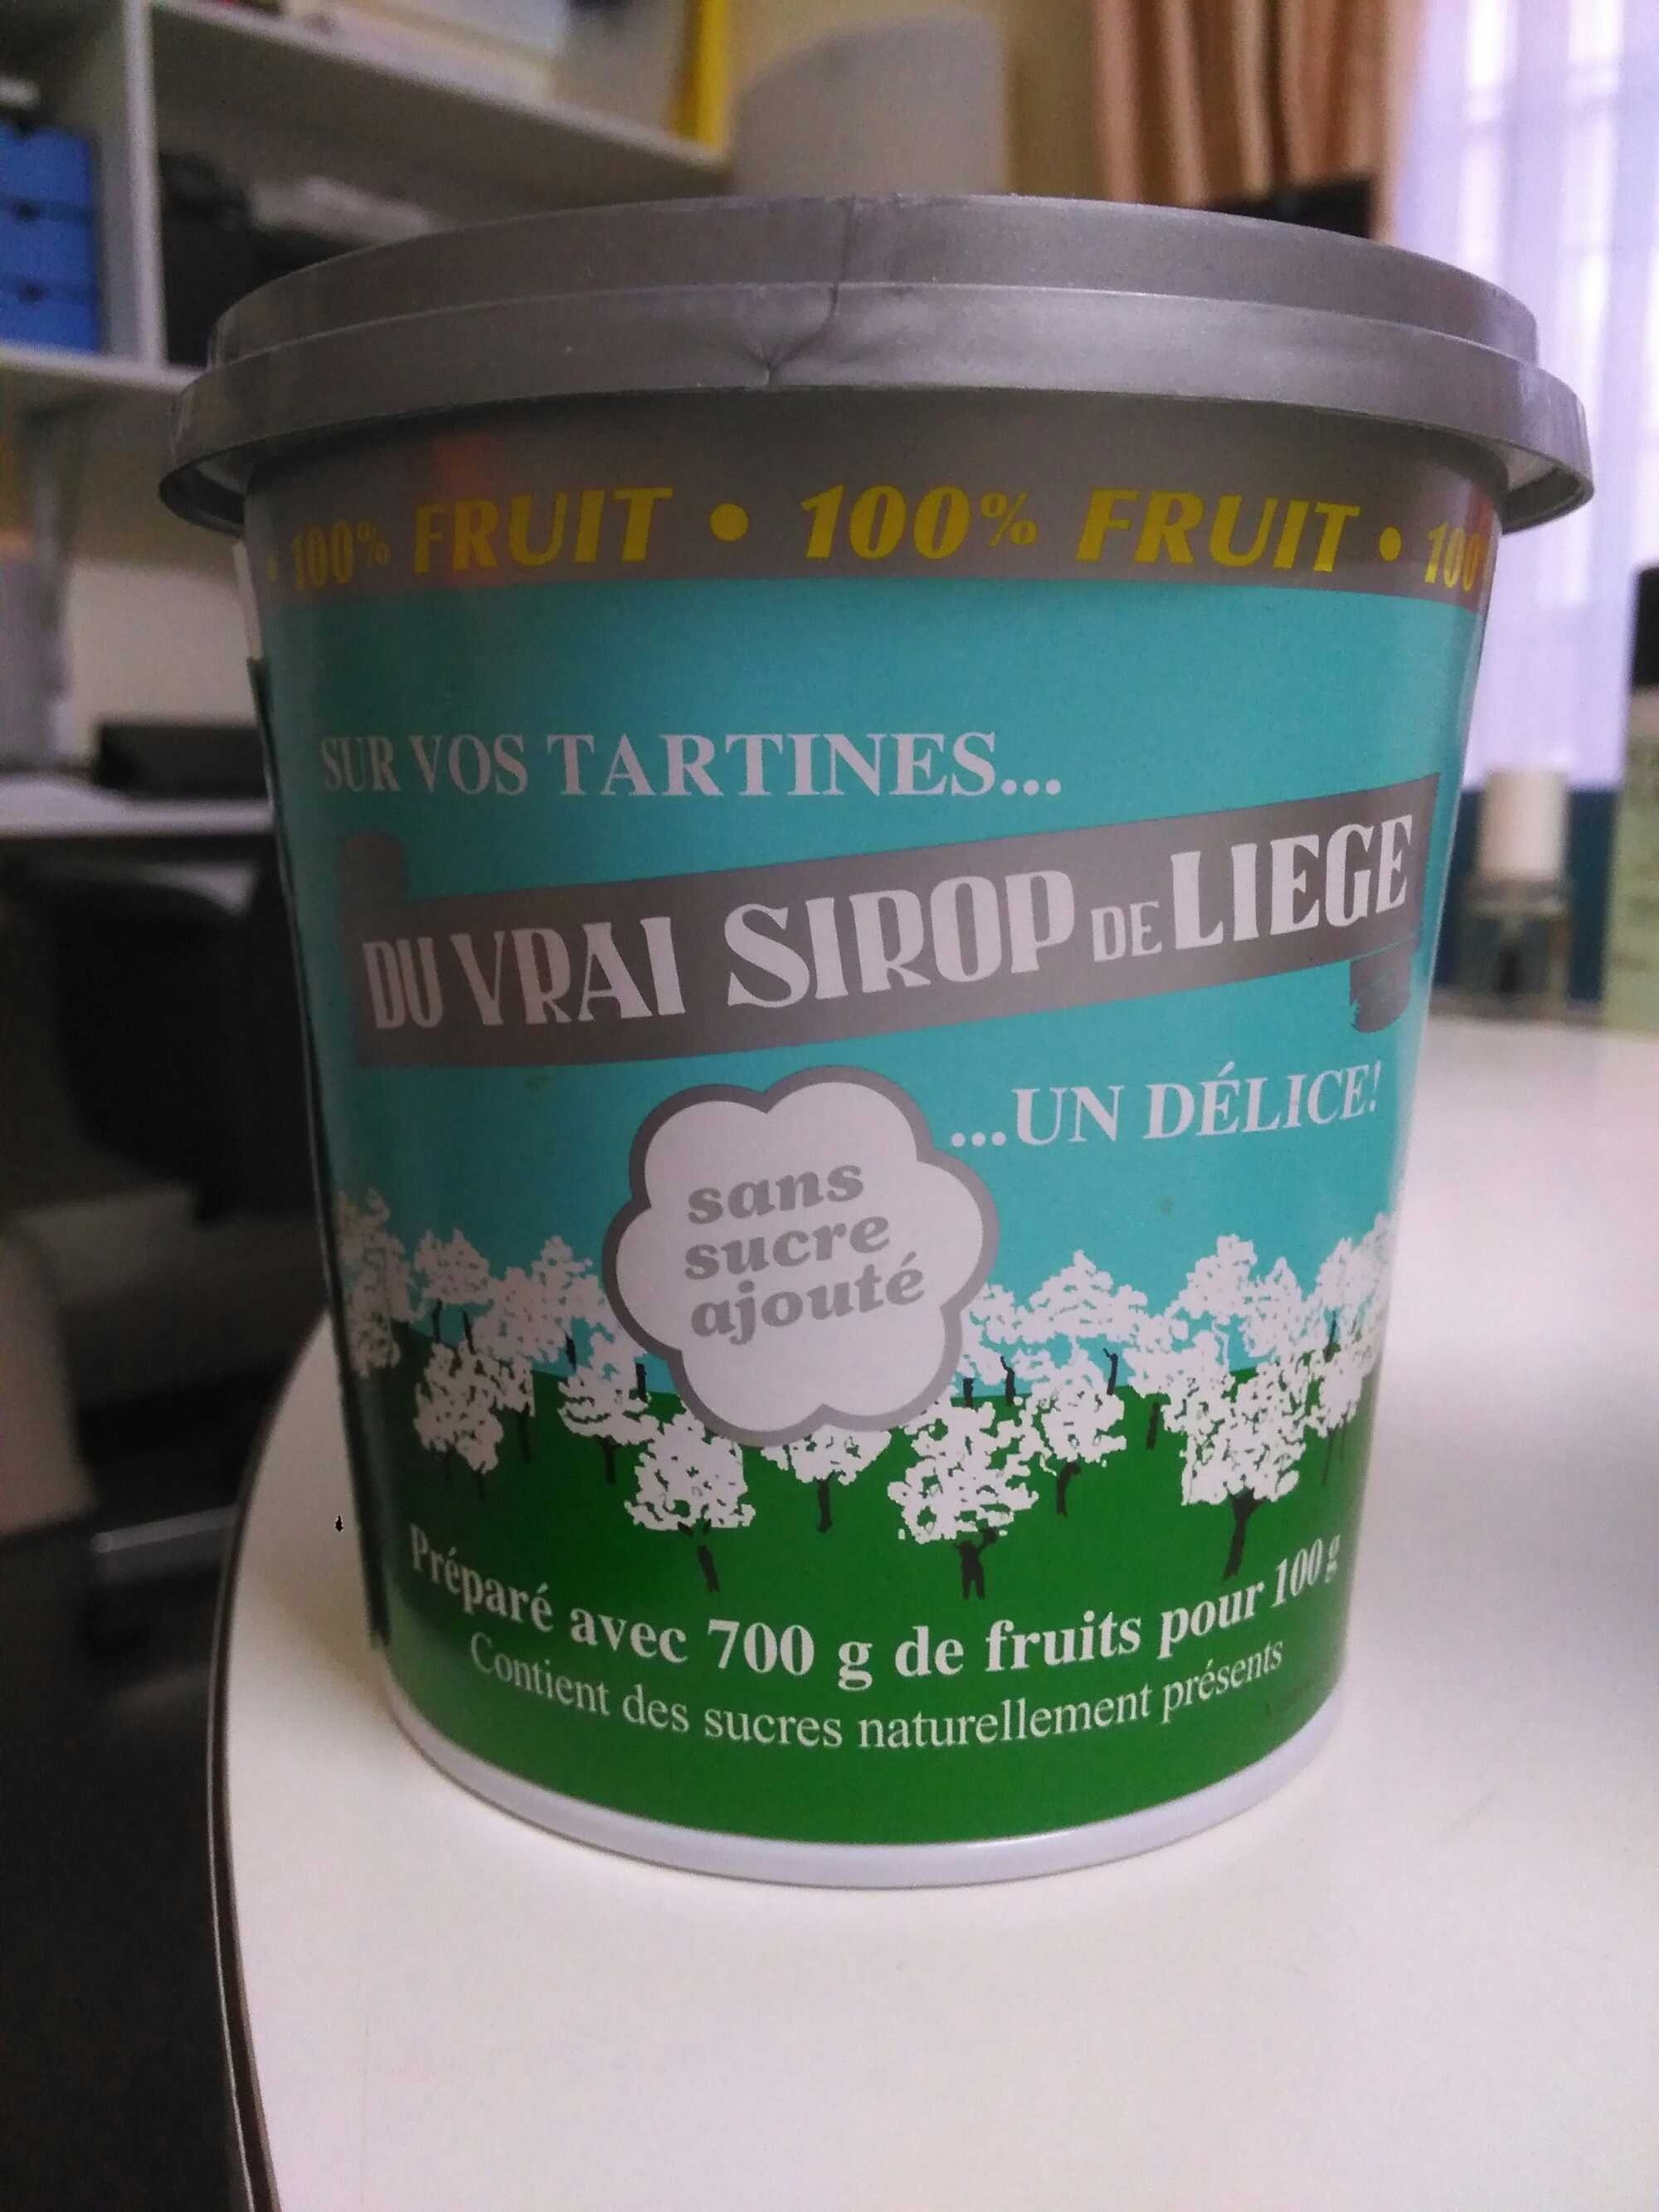 100% FRUIT • 100% FRUIT • 100
SUR VOS TARTINES...
DU VRAI SIROP DE LIEGE
...UN DÉLICE!
sans
sucre
ajouté
Préparé avec 700 g de fruits pour 100 g
Contient des sucres naturellement présents